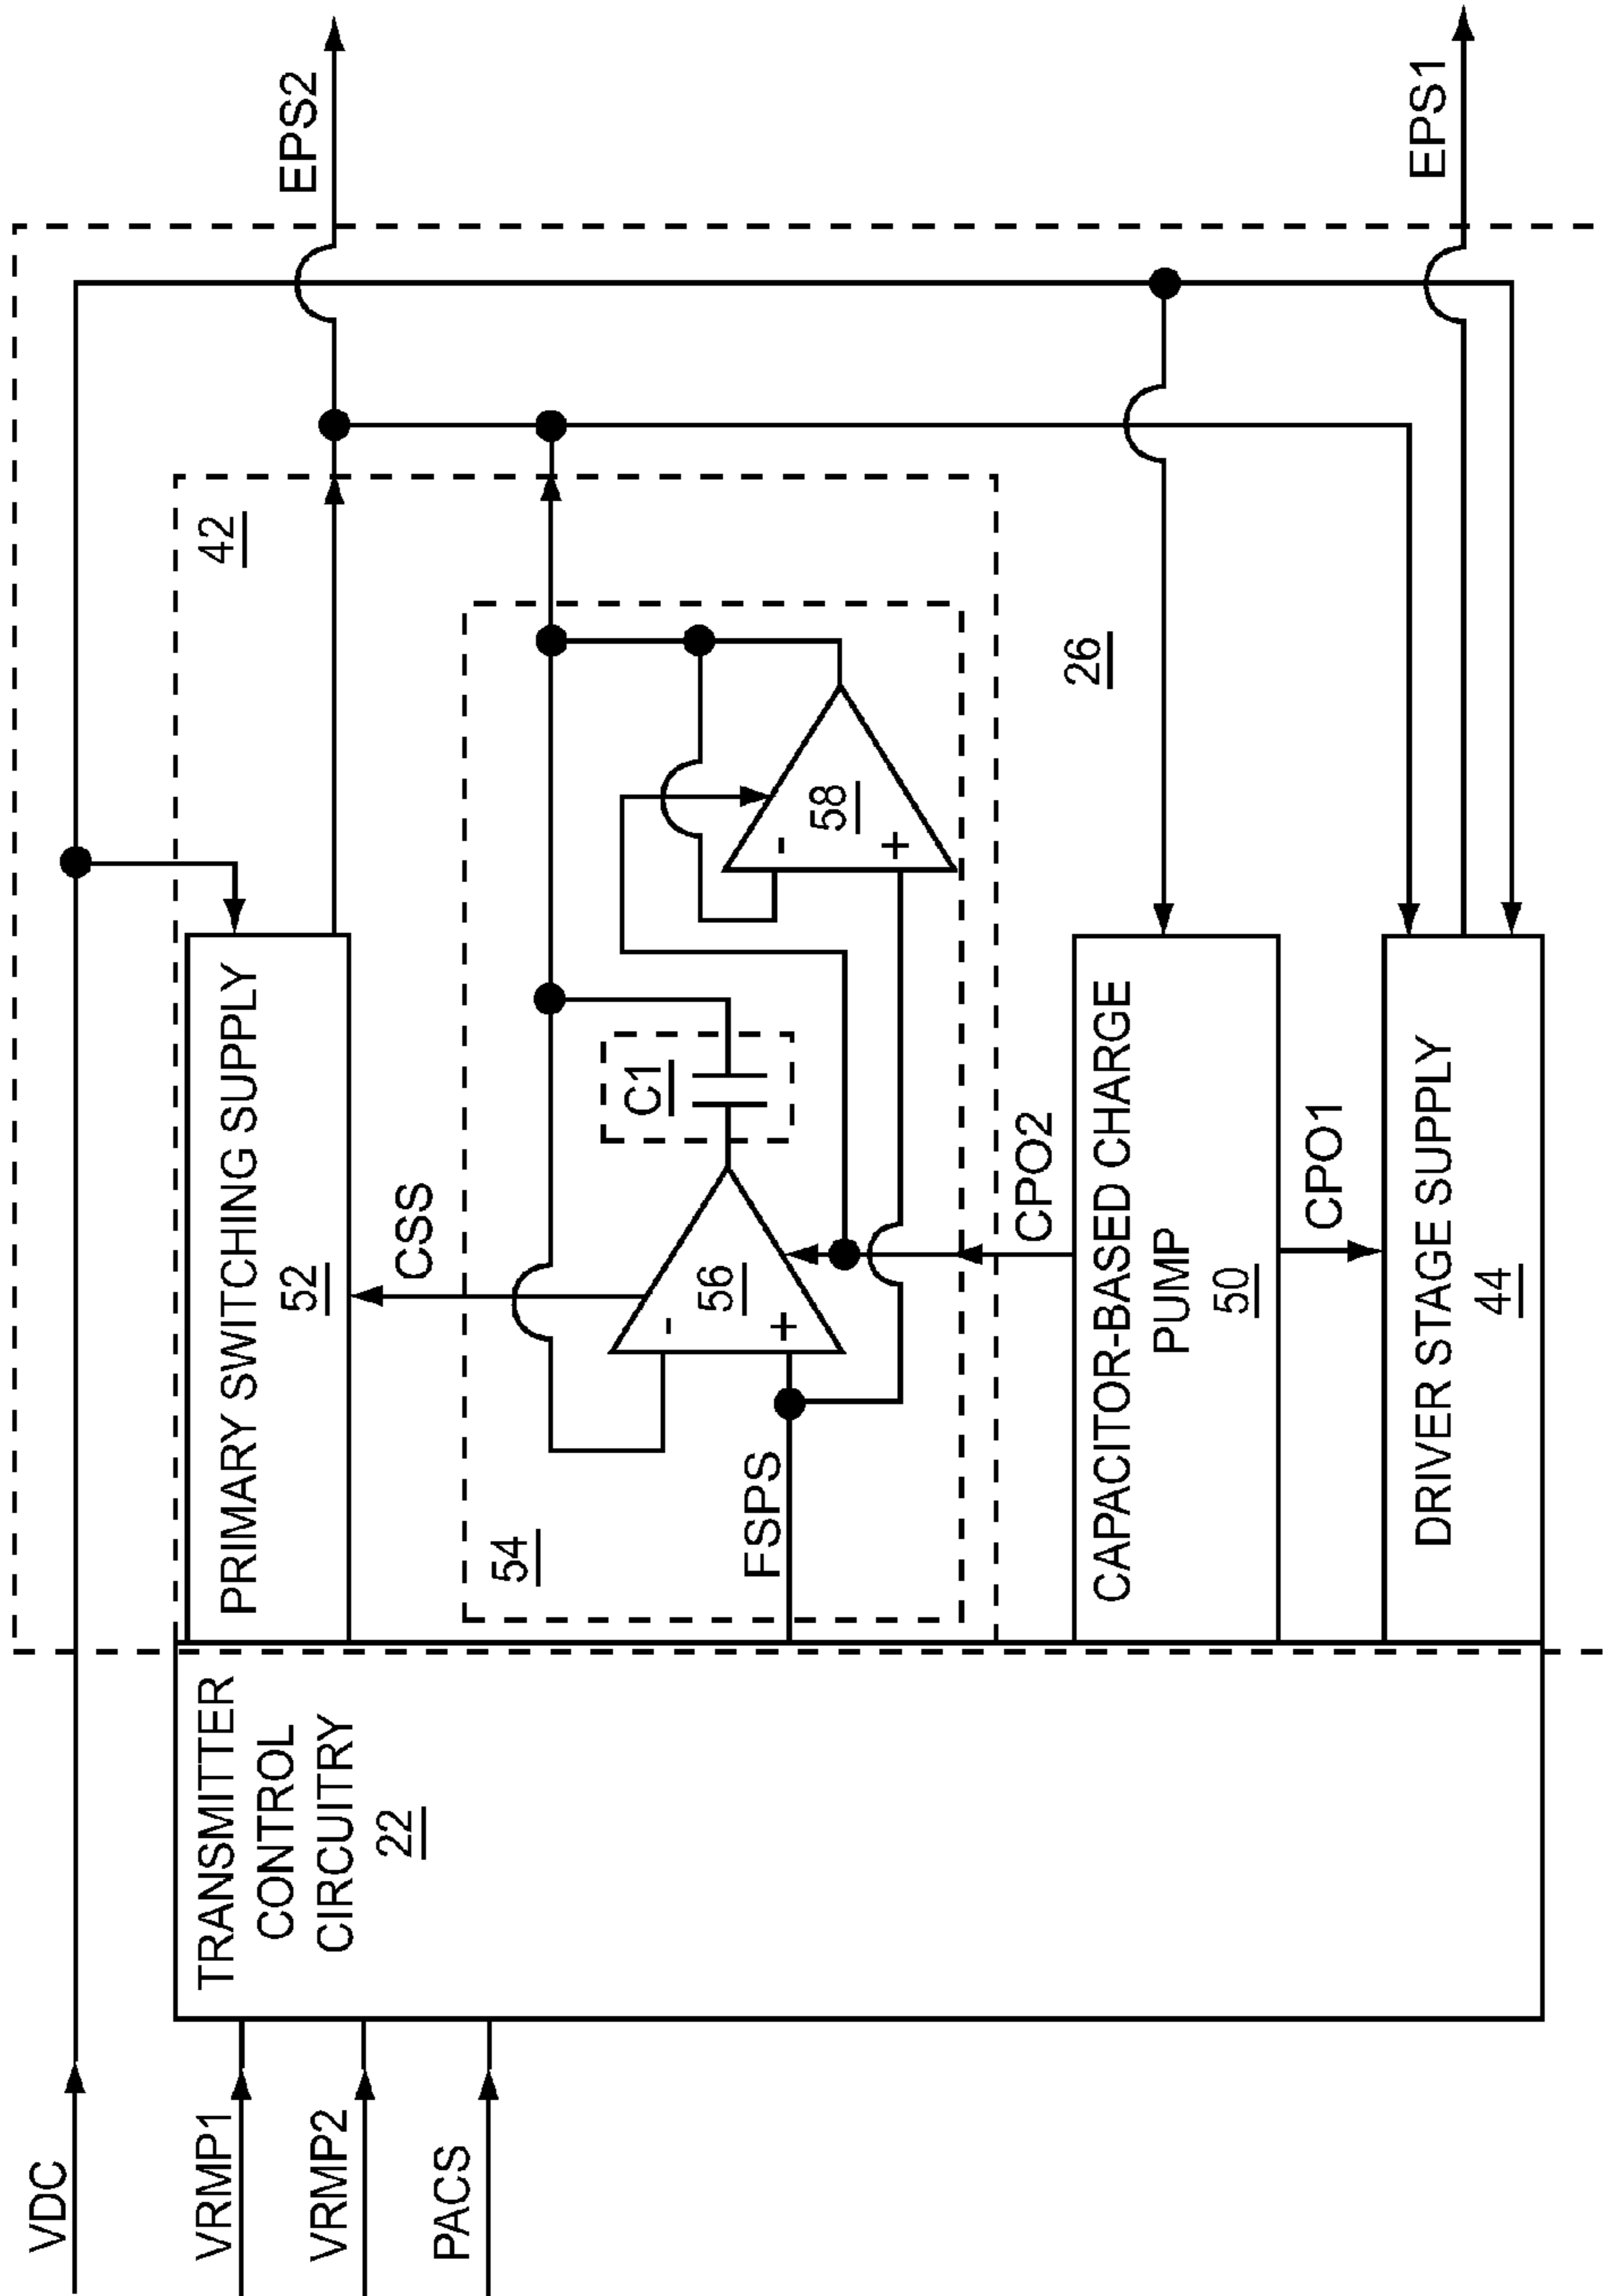 VDC
VRMP1
VRMP2
PACS
TRANSMITTER
CONTROL
CIRCUITRY
22
PRIMARY SWITCHING SUPPLY
52
42
EPS2
CSS
54
FSPS
-
+
56
C1
-
+
58
CPO2
26
CAPACITOR-BASED CHARGE
PUMP
50
CPO1
DRIVER STAGE SUPPLY
44
EPS1